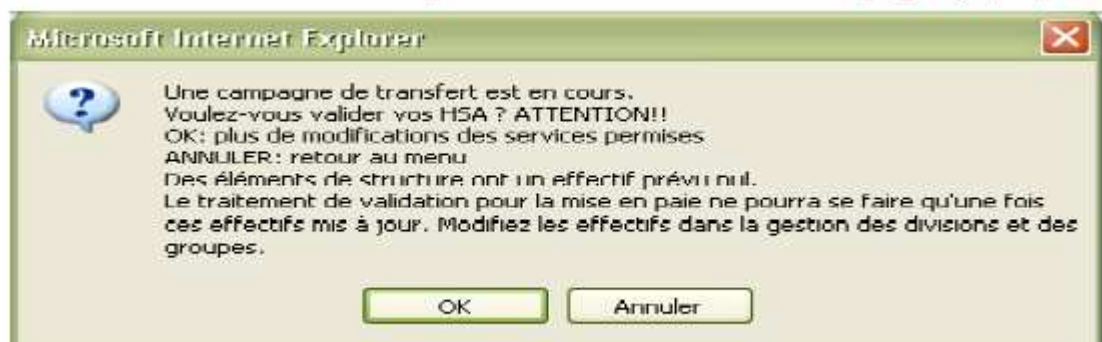 Microsoft Internet Explorer
Une campagne de transfert est en cours.
Voulez-vous valider vos HSA ? ATTENTION!!
OK: plus de modifications des services permises
ANNULER: retour au menu
Des éléments de structure ont un effectif prévu nul.
Le traitement de validation pour la mise en paie ne pourra se faire qu'une fois
ces effectifs mis à jour. Modifiez les effectifs dans la gestion des divisions et des
groupes.
OK Annuler